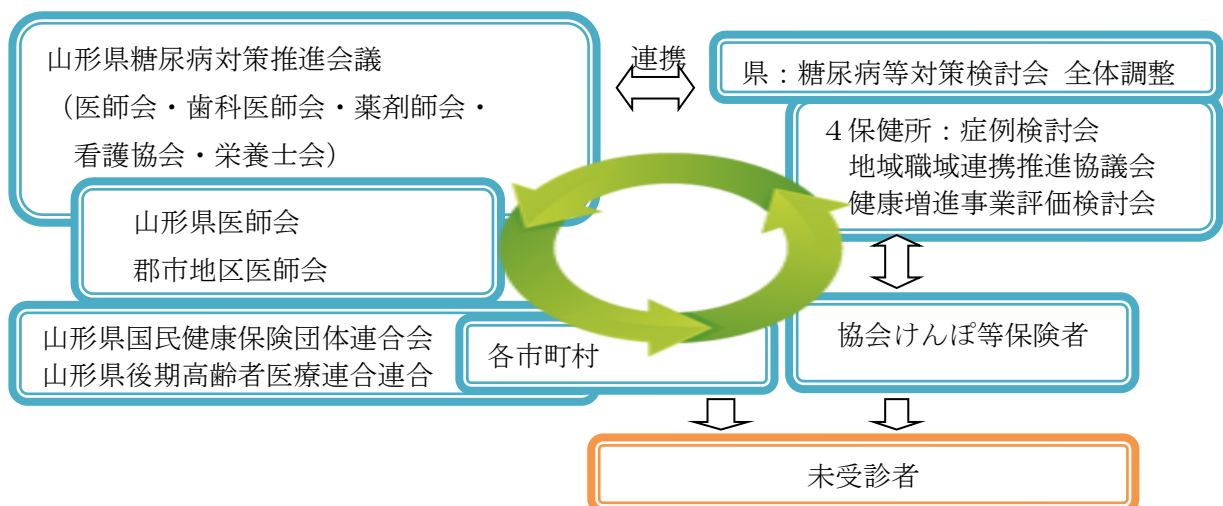 山形県糖尿病対策推進会議
（医師会・歯科医師会・薬剤師会・
看護協会・栄養士会）
連携
県：糖尿病等対策検討会 全体調整
４保健所：症例検討会
地域職域連携推進協議会
健康増進事業評価検討会
山形県医師会
郡市地区医師会
山形県国民健康保険団体連合会
山形県後期高齢者医療連合連合
各市町村
協会けんぽ等保険者
未受診者